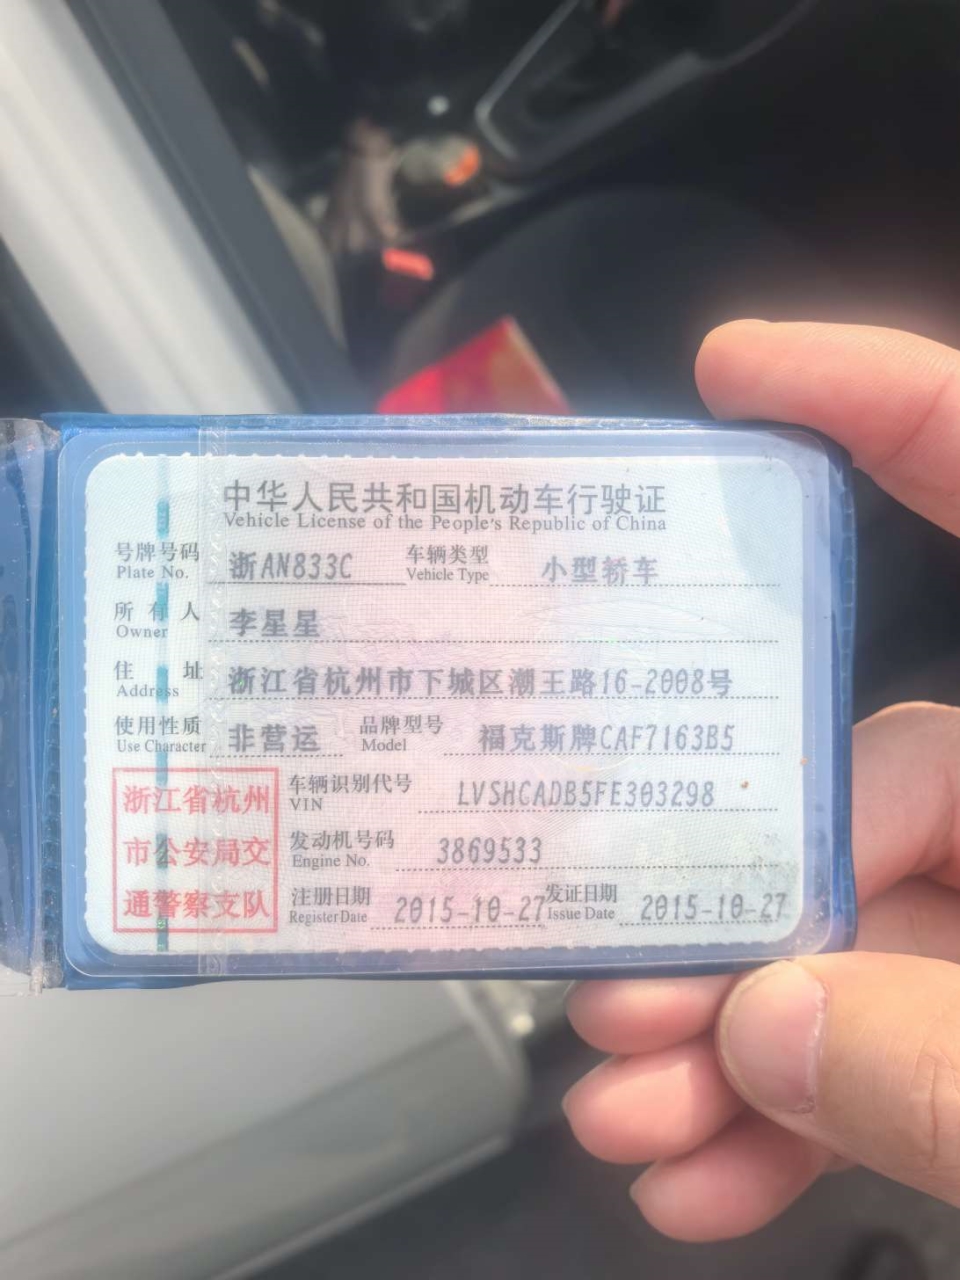 中华人民共和国机动车行驶证
Vehicle License of the People's Republic of China
号牌号码 浙AN833C 车辆类型 小型轿车
Plate No. Vehicle Type
所有人 李星星
Owner
住址 浙江省杭州市下城区潮王路16-2008号
Address
使用性质 非营运 品牌型号 福克斯牌CAF7163B5
Use Character Model
浙江省杭州
市公安局交
通警察支队
车辆识别代号 LVSHCADB5FE303298
VIN
发动机号码 3869533
Engine No.
注册日期 2015-10-27 发证日期 2015-10-27
Register Date Issue Date